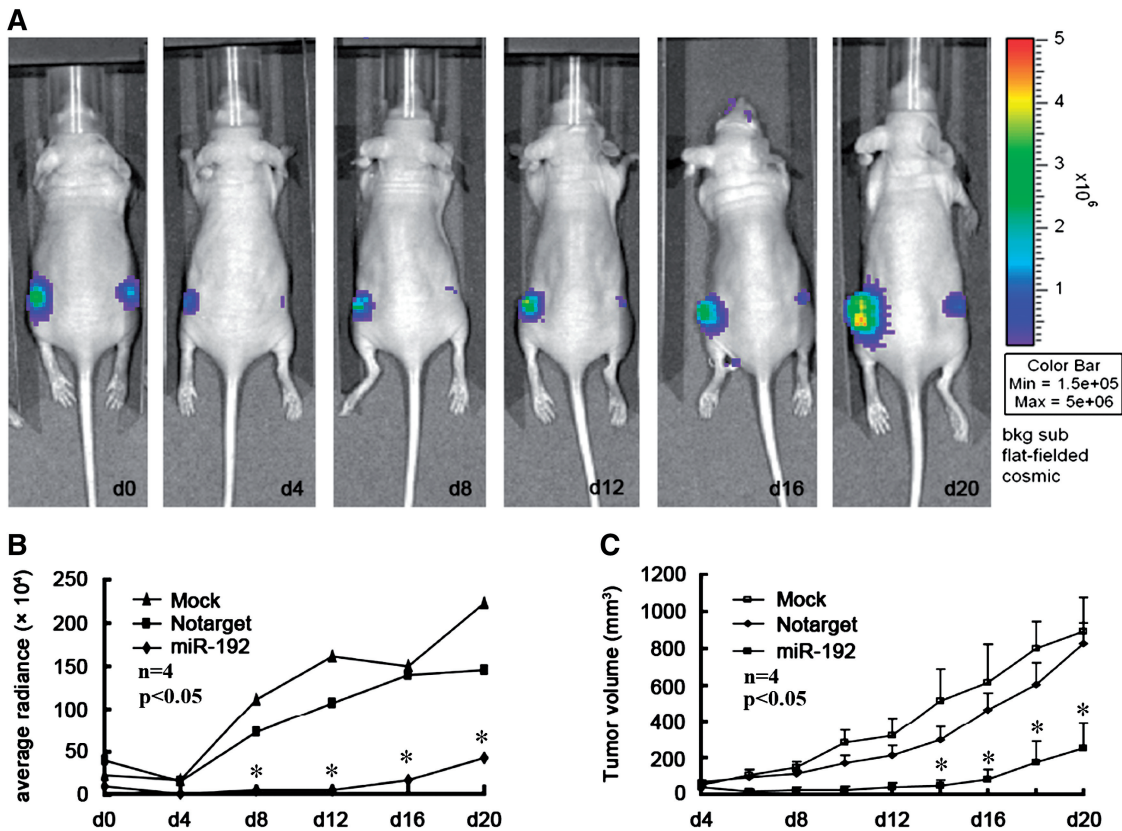 A
d0
d4
d8
d12
d16
d20
5
4
3
2
1
x10⁶
Color Bar
Min = 1.5e+05
Max = 5e+06
bkg sub
flat-fielded
cosmic
B
average radiance (× 10⁴)
250
200
150
100
50
0
Mock
Notarget
miR-192
n=4
p<0.05
* * * *
d0 d4 d8 d12 d16 d20
C
Tumor volume (mm³)
1200
1000
800
600
400
200
0
Mock
Notarget
miR-192
n=4
p<0.05
* * * *
d4 d8 d12 d16 d20